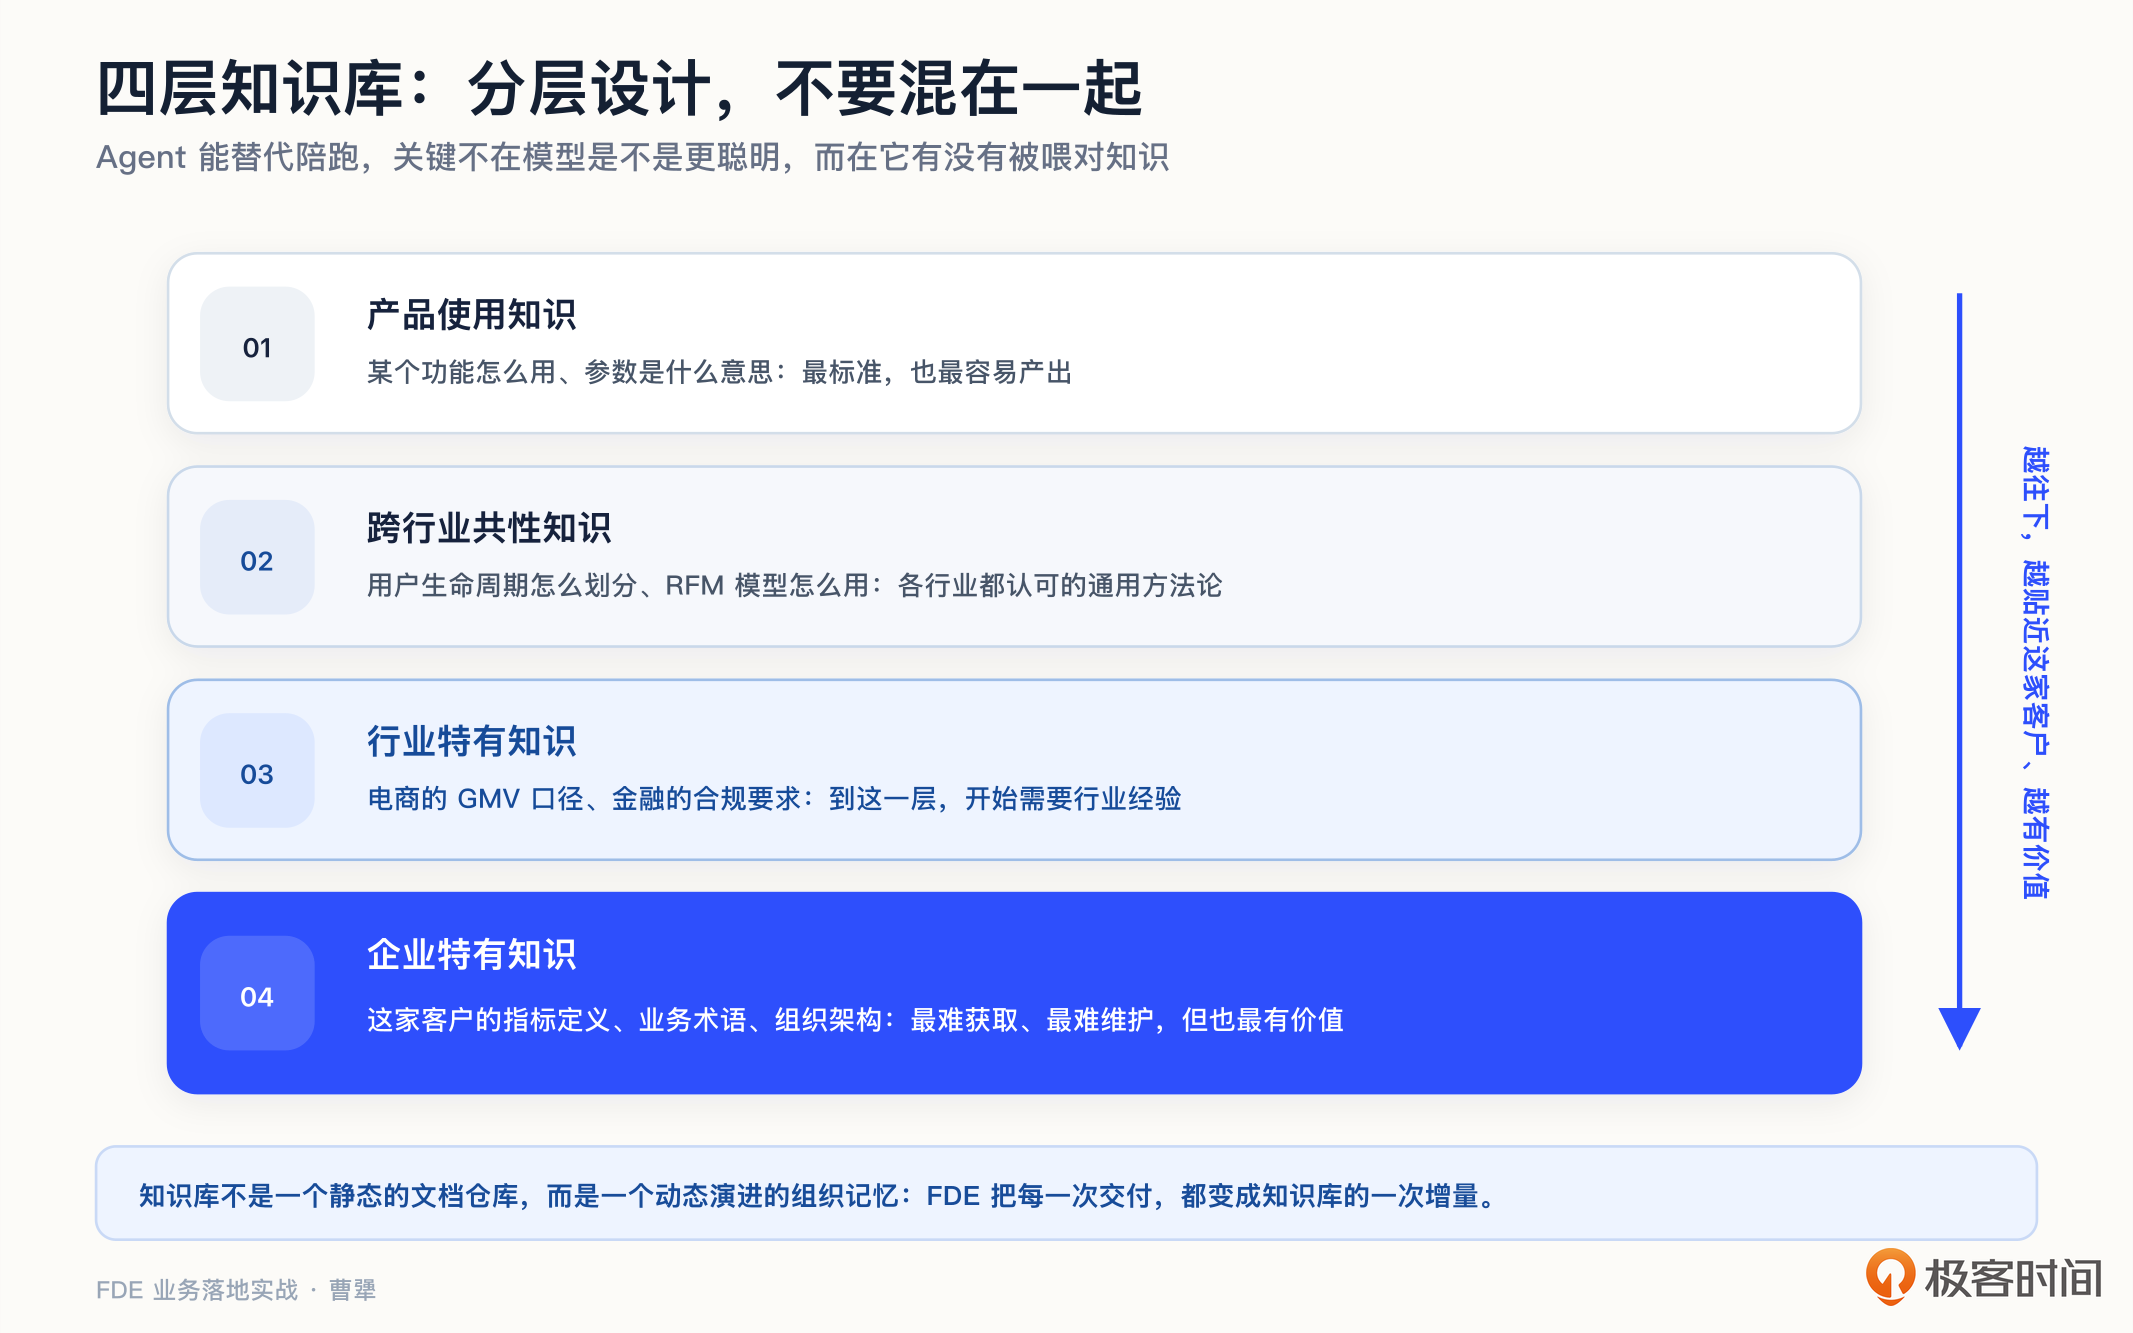 四层知识库：分层设计，不要混在一起
Agent 能替代陪跑，关键不在模型是不是更聪明，而在它有没有被喂对知识
01
产品使用知识
某个功能怎么用、参数是什么意思：最标准，也最容易产出
02
跨行业共性知识
用户生命周期怎么划分、RFM 模型怎么用：各行业都认可的通用方法论
03
行业特有知识
电商的 GMV 口径、金融的合规要求：到这一层，开始需要行业经验
04
企业特有知识
这家客户的指标定义、业务术语、组织架构：最难获取、最难维护，但也最有价值
越往下，越贴近这家客户、越有价值
知识库不是一个静态的文档仓库，而是一个动态演进的组织记忆：FDE 把每一次交付，都变成知识库的一次增量。
FDE 业务落地实战 · 曹犟
极客时间